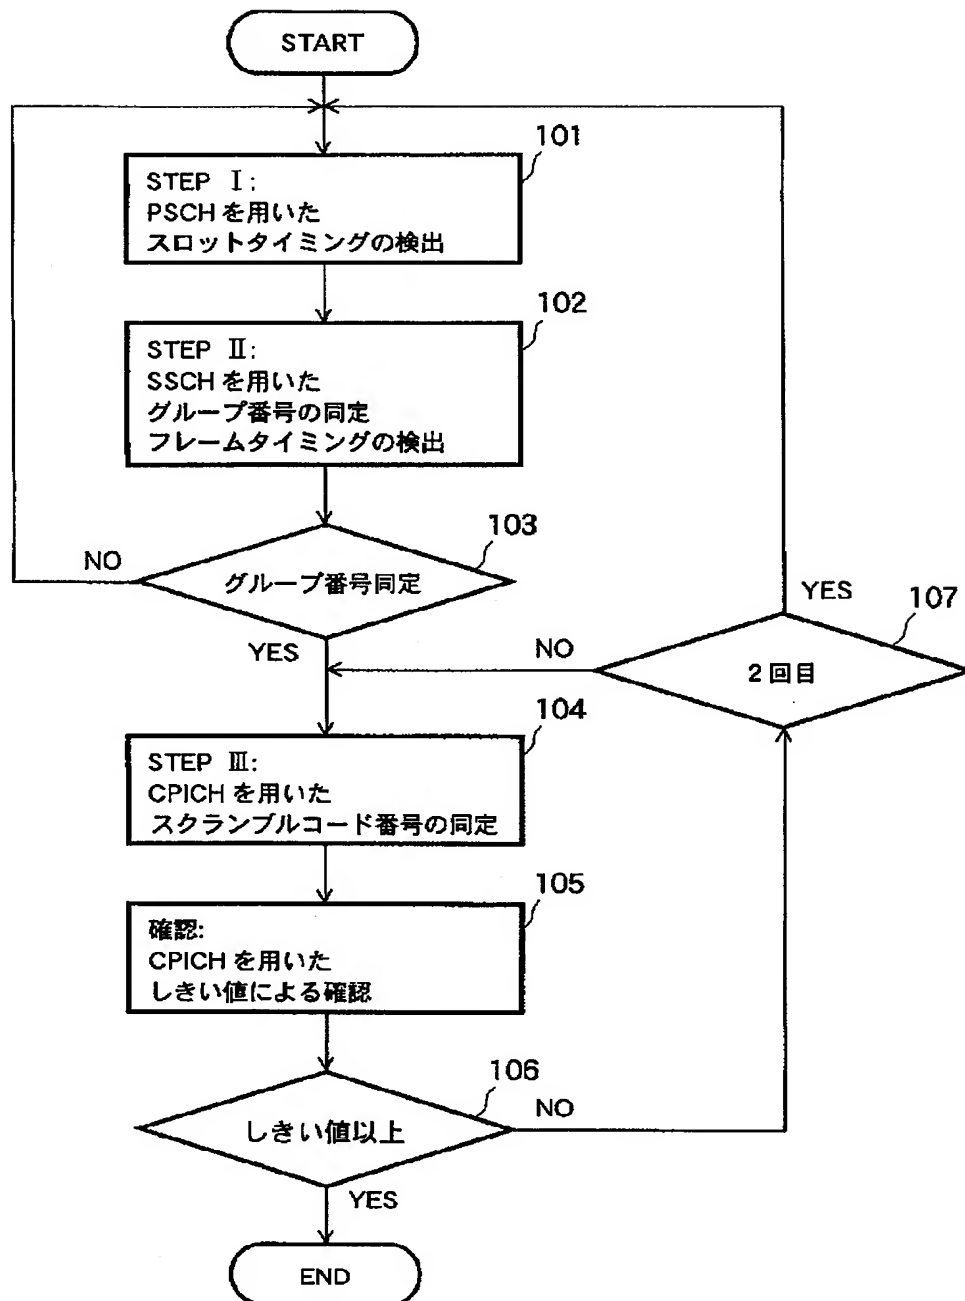 START
101
STEP Ⅰ:
PSCH を用いた
スロットタイミングの検出
102
STEP Ⅱ:
SSCH を用いた
グループ番号の同定
フレームタイミングの検出
103
NO
グループ番号同定
YES
YES
107
NO
2回目
104
STEP Ⅲ:
CPICH を用いた
スクランブルコード番号の同定
105
確認:
CPICH を用いた
しきい値による確認
106
NO
しきい値以上
YES
END